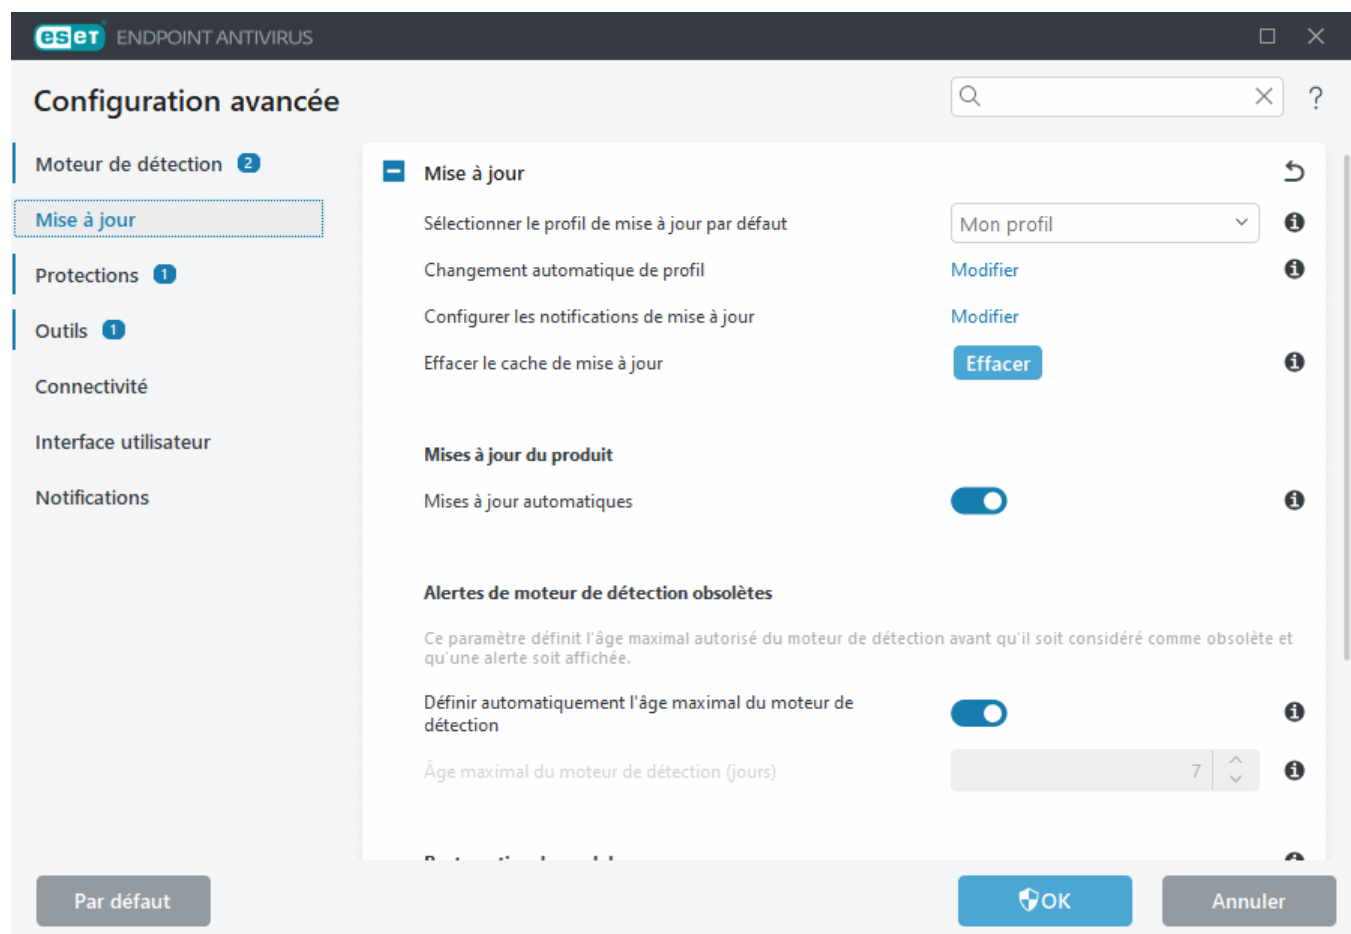 eset ENDPOINT ANTIVIRUS
Configuration avancée
?
Moteur de détection 2
Mise à jour
Protections 1
Outils 1
Connectivité
Interface utilisateur
Notifications
Mise à jour
Sélectionner le profil de mise à jour par défaut
Mon profil
Changement automatique de profil
Modifier
Configurer les notifications de mise à jour
Modifier
Effacer le cache de mise à jour
Effacer
Mises à jour du produit
Mises à jour automatiques
Alertes de moteur de détection obsolètes
Ce paramètre définit l'âge maximal autorisé du moteur de détection avant qu'il soit considéré comme obsolète et
qu'une alerte soit affichée.
Définir automatiquement l'âge maximal du moteur de
détection
Âge maximal du moteur de détection (jours)
7
Par défaut
OK
Annuler